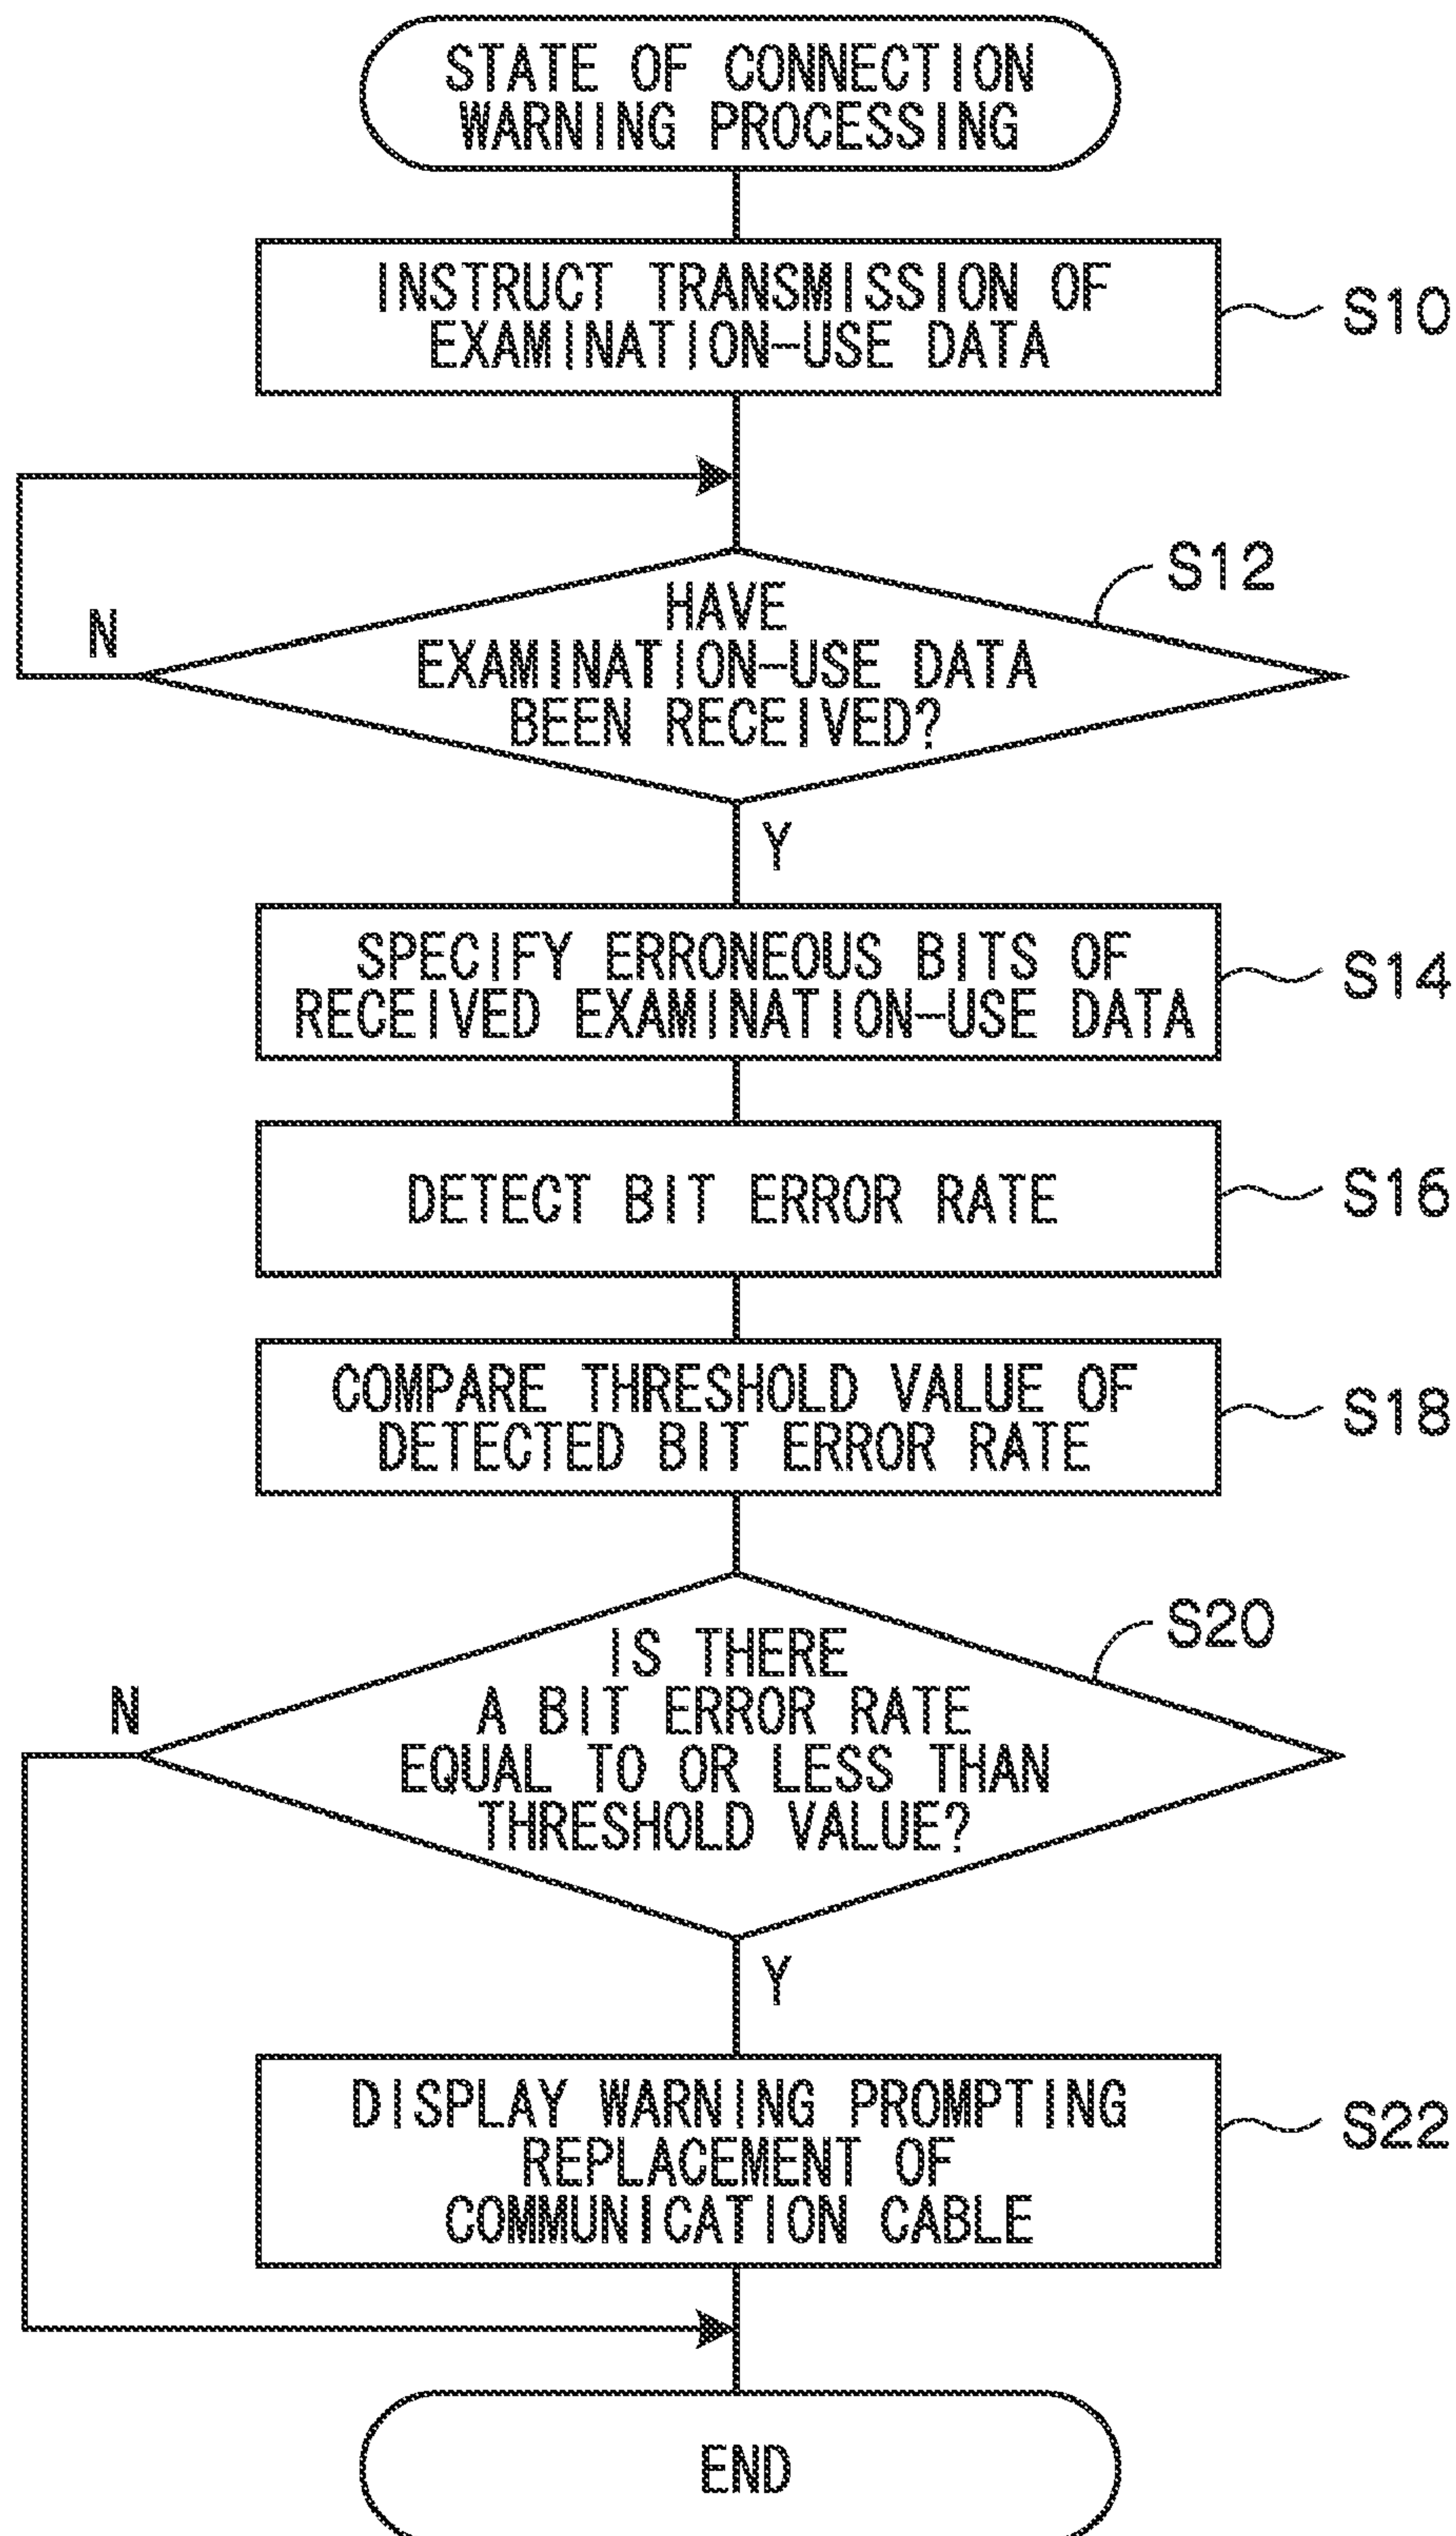 STATE OF CONNECTION
WARNING PROCESSING
INSTRUCT TRANSMISSION OF
EXAMINATION-USE DATA
S10
S12
HAVE
EXAMINATION-USE DATA
BEEN RECEIVED?
N
Y
SPECIFY ERRONEOUS BITS OF
RECEIVED EXAMINATION-USE DATA
S14
DETECT BIT ERROR RATE
S16
COMPARE THRESHOLD VALUE OF
DETECTED BIT ERROR RATE
S18
S20
IS THERE
A BIT ERROR RATE
EQUAL TO OR LESS THAN
THRESHOLD VALUE?
N
Y
DISPLAY WARNING PROMPTING
REPLACEMENT OF
COMMUNICATION CABLE
S22
END